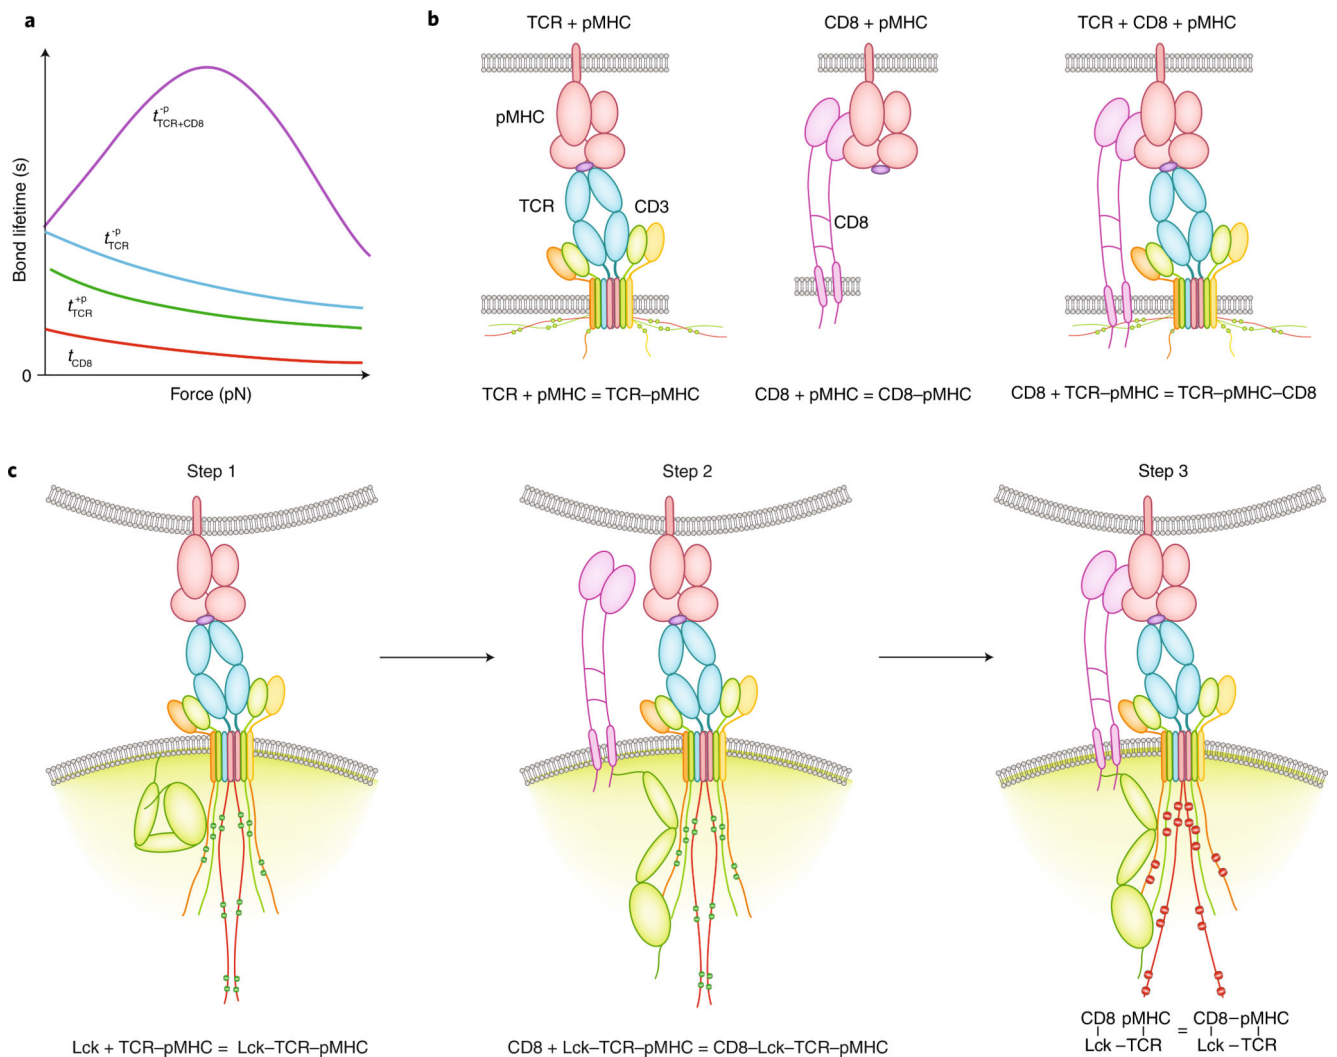 a
Bond lifetime (s)
t-p TCR+CD8
t-p TCR
t+p TCR
tCD8
0
Force (pN)
b
TCR + pMHC
CD8 + pMHC
TCR + CD8 + pMHC
pMHC
TCR
CD3
CD8
TCR + pMHC = TCR–pMHC
CD8 + pMHC = CD8–pMHC
CD8 + TCR–pMHC = TCR–pMHC–CD8
c
Step 1
Step 2
Step 3
Lck + TCR–pMHC = Lck–TCR–pMHC
CD8 + Lck–TCR–pMHC = CD8–Lck–TCR–pMHC
CD8 pMHC = CD8–pMHC
Lck –TCR Lck –TCR